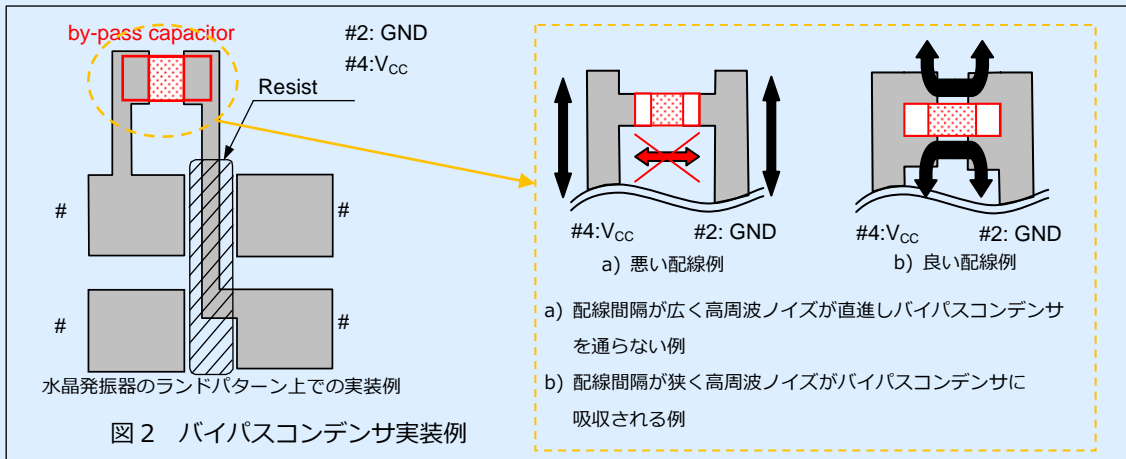 by-pass capacitor
#2: GND
#4:VCC
Resist
#
#
#
#
水晶発振器のランドパターン上での実装例
図２ バイパスコンデンサ実装例
#4:VCC #2: GND
a) 悪い配線例
#4:VCC #2: GND
b) 良い配線例
a) 配線間隔が広く高周波ノイズが直進しバイパスコンデンサ
を通らない例
b) 配線間隔が狭く高周波ノイズがバイパスコンデンサに
吸収される例